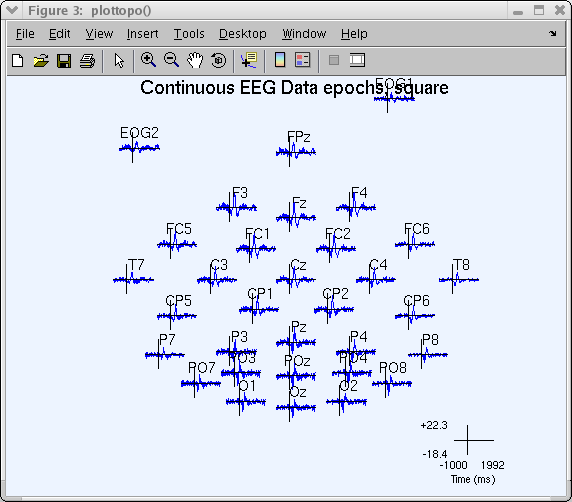 Figure 3: plottopo()
File Edit View Insert Tools Desktop Window Help
Continuous EEG Data epochs, square
EOG1
EOG2 FPz
F3 Fz F4
FC5 FC1 FC2 FC6
T7 C3 Cz C4 T8
CP5 CP1 CP2 CP6
P7 P3 Pz P4 P8
PO7 PO3 POz PO4 PO8
O1 Oz O2
+22.3
-18.4
-1000 1992
Time (ms)